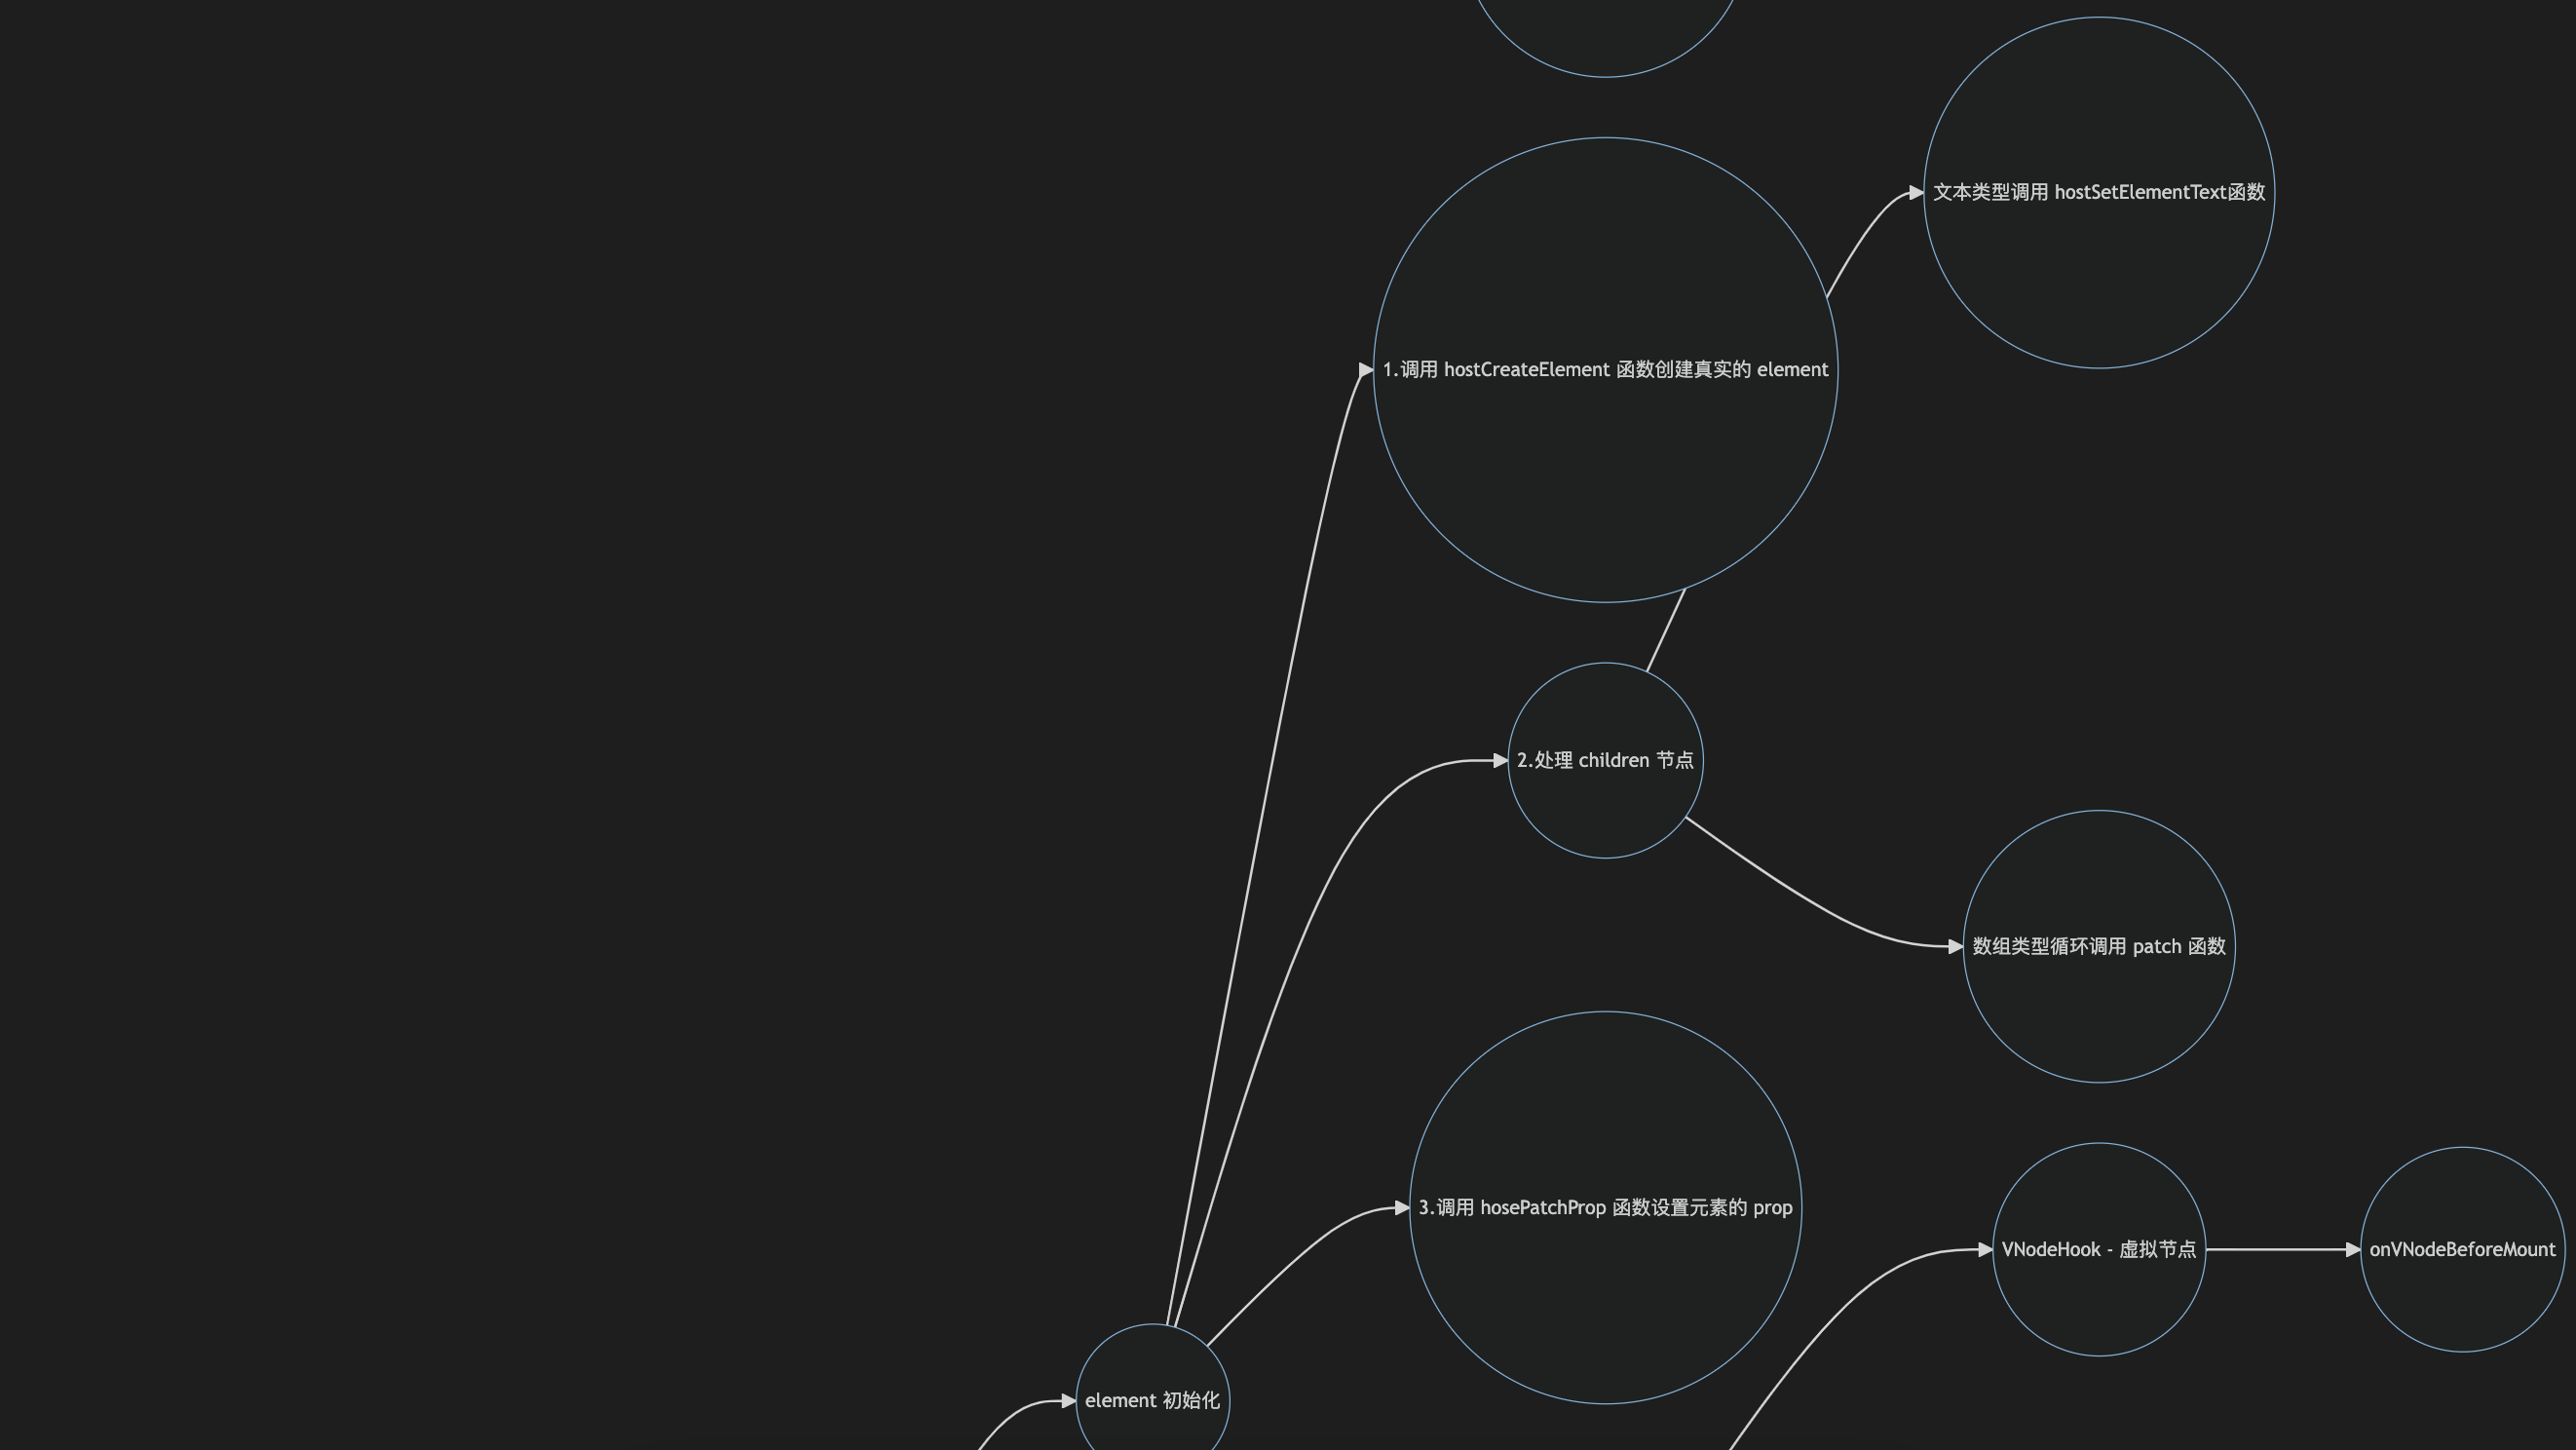 文本类型调用 hostSetElementText函数
1.调用 hostCreateElement 函数创建真实的 element
2.处理 children 节点
数组类型循环调用 patch 函数
3.调用 hosePatchProp 函数设置元素的 prop
VNodeHook - 虚拟节点
onVNodeBeforeMount
element 初始化